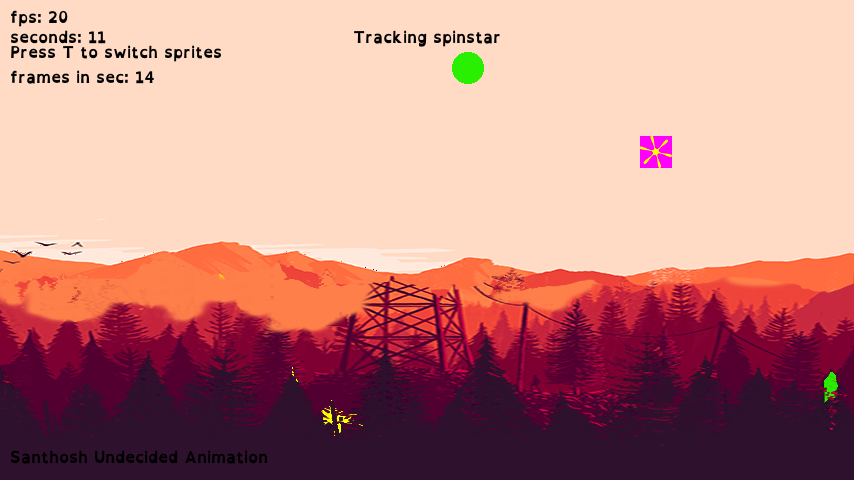 fps: 20
seconds: 11
Press T to switch sprites
frames in sec: 14
Tracking spinstar
Santhosh Undecided Animation